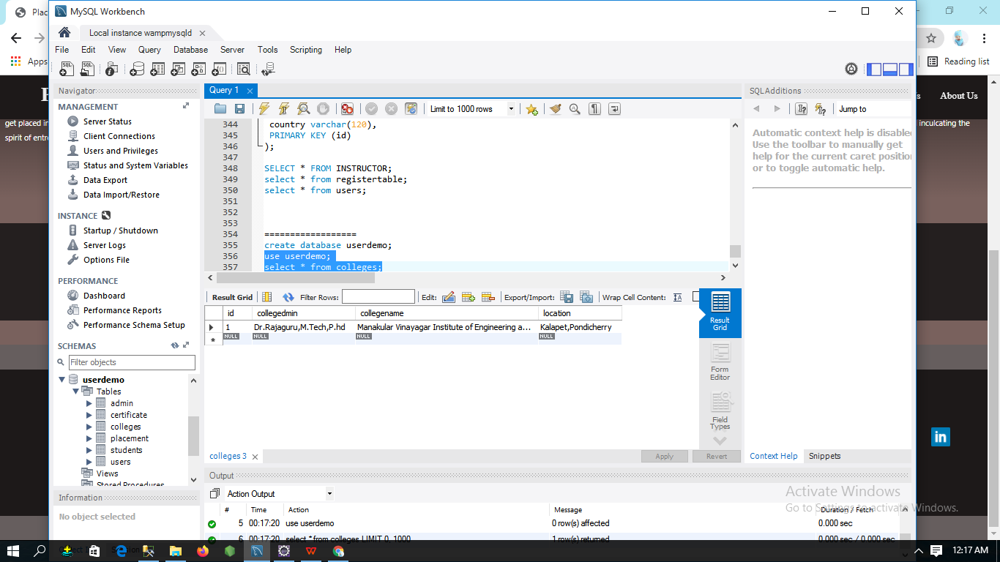 Plac
MySQL Workbench
Local instance wampmysqld
File Edit View Query Database Server Tools Scripting Help
Apps
Reading list
Navigator
Query 1
SQLAdditions
About Us
MANAGEMENT
Server Status
Client Connections
Users and Privileges
Status and System Variables
Data Export
Data Import/Restore
INSTANCE
Startup / Shutdown
Server Logs
Options File
PERFORMANCE
Dashboard
Performance Reports
Performance Schema Setup
SCHEMAS
Filter objects
userdemo
Tables
admin
certificate
colleges
placement
students
users
Views
Stored Procedures
Information
No object selected
get placed in
spirit of entre
inculcating the
Limit to 1000 rows
344 country varchar(120),
345 PRIMARY KEY (id)
346 );
347
348 SELECT * FROM INSTRUCTOR;
349 select * from registertable;
350 select * from users;
351
352
353
354 ==================
355 create database userdemo;
356 use userdemo;
357 select * from colleges;
Jump to
Automatic context help is disable
Use the toolbar to manually get
help for the current caret position
or to toggle automatic help.
Result Grid Filter Rows: Edit: Export/Import: Wrap Cell Content:
id collegedmin collegename location
1 Dr.Rajaguru,M.Tech,P.hd Manakular Vinayagar Institute of Engineering a... Kalapet,Pondicherry
NULL NULL NULL NULL
Result
Grid
Form
Editor
Field
Types
colleges 3
Apply Revert
Context Help Snippets
Output
Action Output
# Time Action Message Duration / Fetch
5 00:17:20 use userdemo 0 row(s) affected 0.000 sec
6 00:17:20 select * from colleges LIMIT 0, 1000 1 row(s) returned 0.000 sec / 0.000 sec
Activate Windows
Go to Settings to activate Windows.
12:17 AM